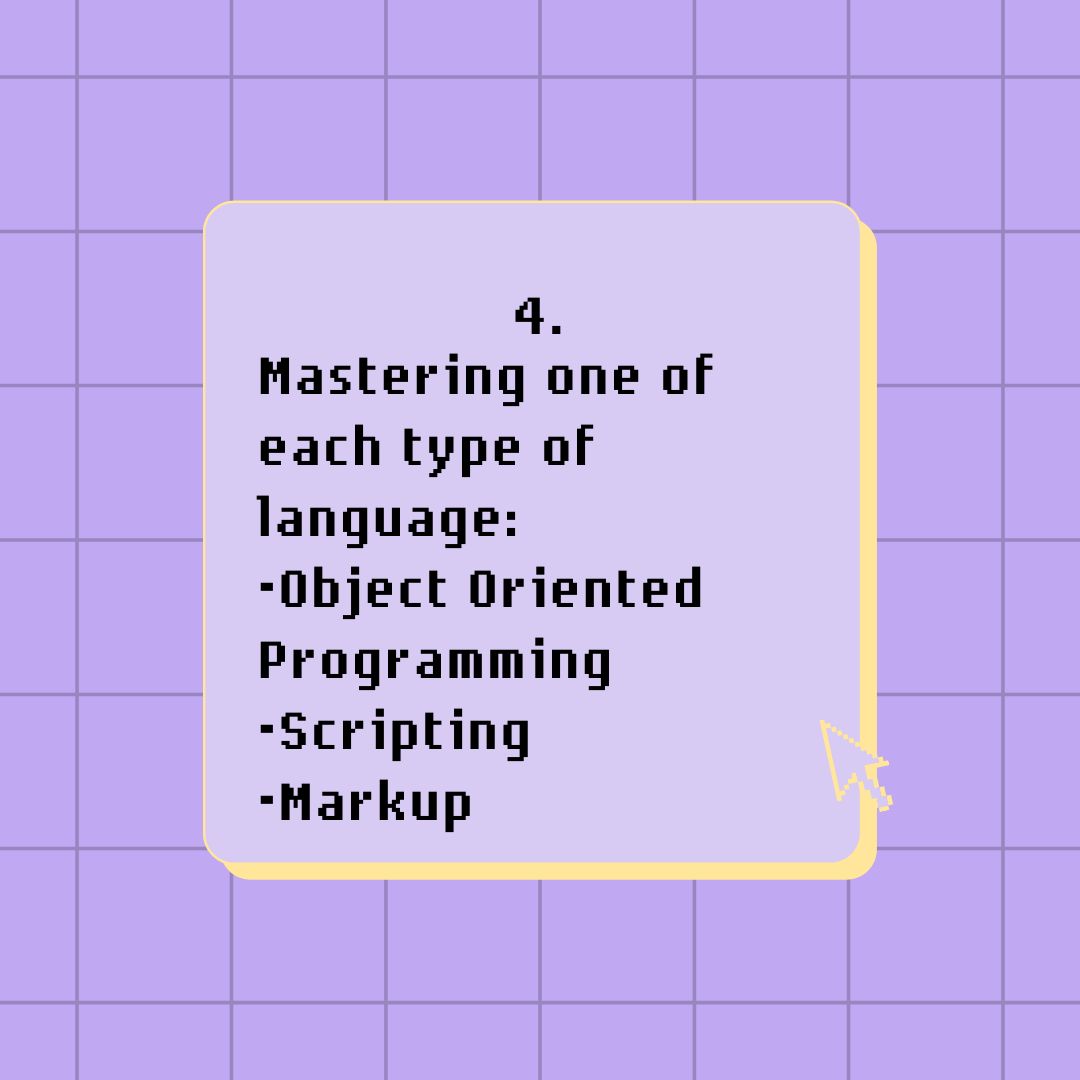 4.
Mastering one of
each type of
language:
-Object Oriented
Programming
-Scripting
-Markup